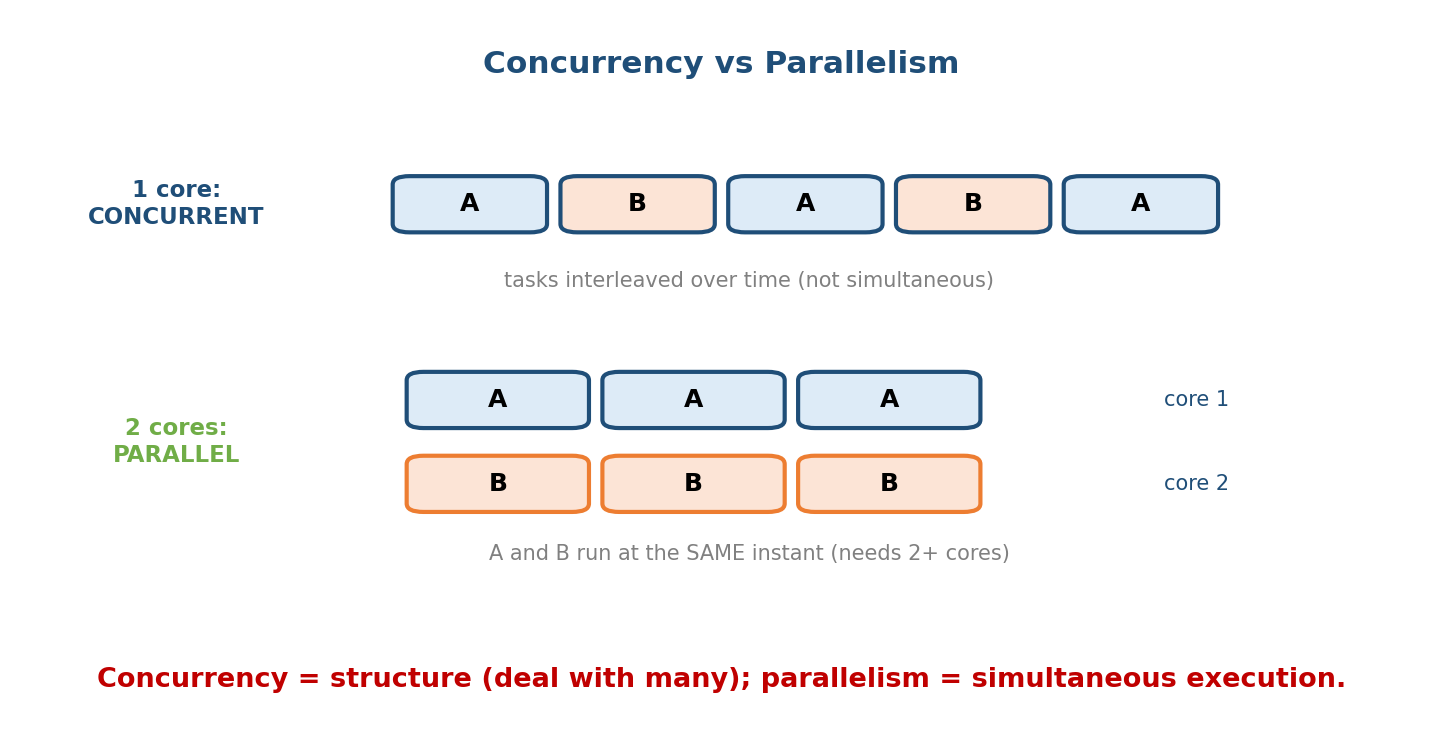 Concurrency vs Parallelism
1 core:
CONCURRENT
A B A B A
tasks interleaved over time (not simultaneous)
2 cores:
PARALLEL
A A A core 1
B B B core 2
A and B run at the SAME instant (needs 2+ cores)
Concurrency = structure (deal with many); parallelism = simultaneous execution.